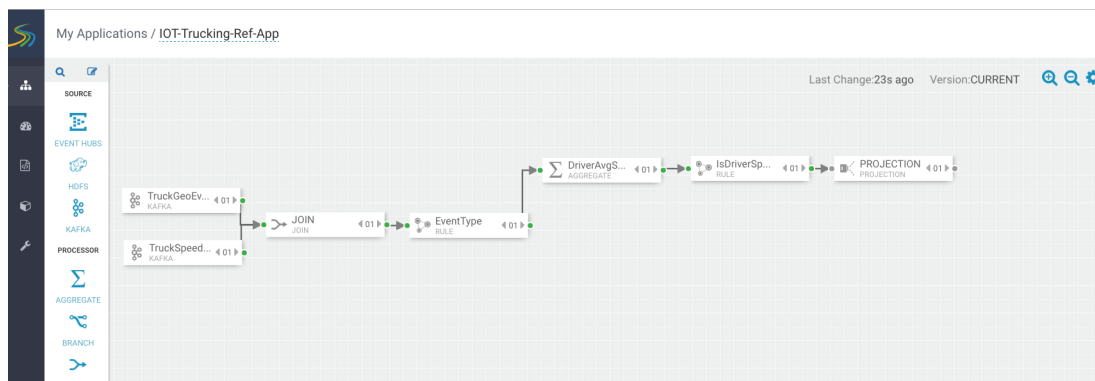 My Applications / IOT-Trucking-Ref-App
Last Change:23s ago Version:CURRENT
SOURCE
EVENT HUBS
HDFS
KAFKA
PROCESSOR
AGGREGATE
BRANCH
TruckGeoEv... 01
KAFKA
TruckSpeed... 01
KAFKA
JOIN 01
JOIN
EventType 01
RULE
DriverAvgS... 01
AGGREGATE
IsDriverSp... 01
RULE
PROJECTION 01
PROJECTION